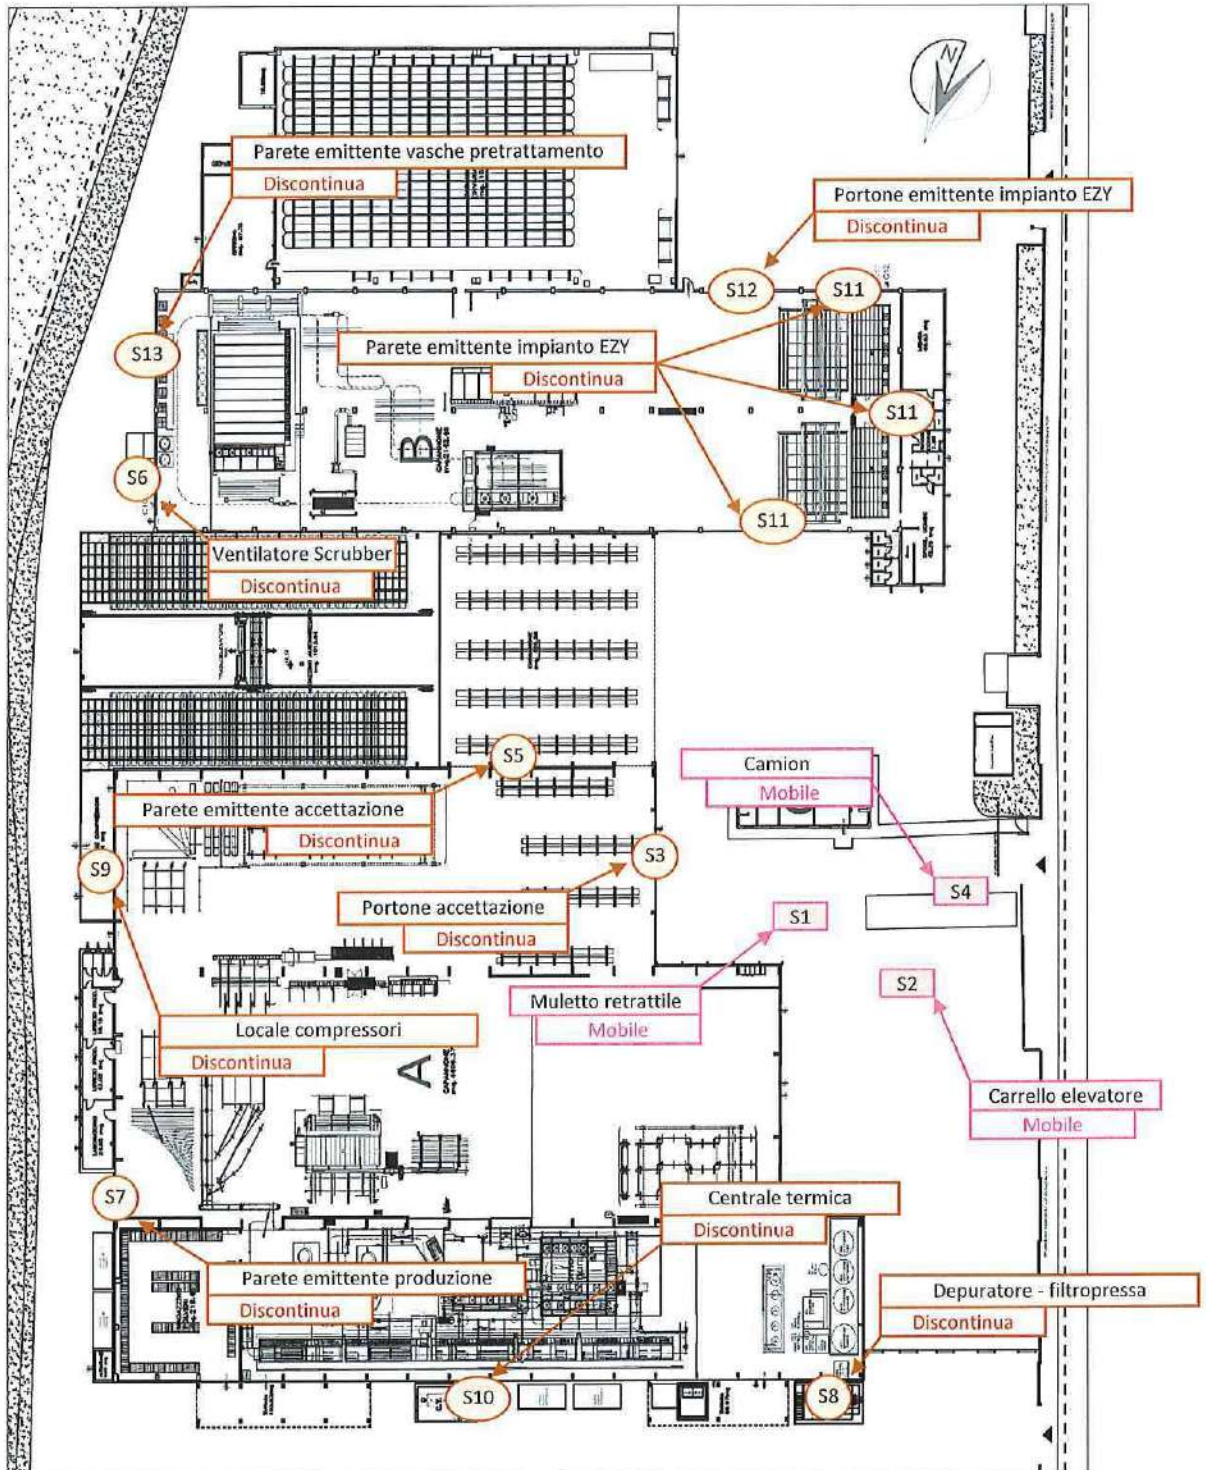 N
Parete emittente vasche pretrattamento
Discontinua
Portone emittente impianto EZY
Discontinua
S12
S11
S13
Parete emittente impianto EZY
Discontinua
S11
B
CAPANNONE
S6
S11
Ventilatore Scrubber
Discontinua
S5
Camion
Mobile
Parete emittente accettazione
Discontinua
S9
S3
S4
Portone accettazione
Discontinua
S1
S2
Muletto retrattile
Mobile
Locale compressori
Discontinua
A
CAPANNONE
Carrello elevatore
Mobile
S7
Centrale termica
Discontinua
Parete emittente produzione
Discontinua
Depuratore - filtropressa
Discontinua
S10
S8